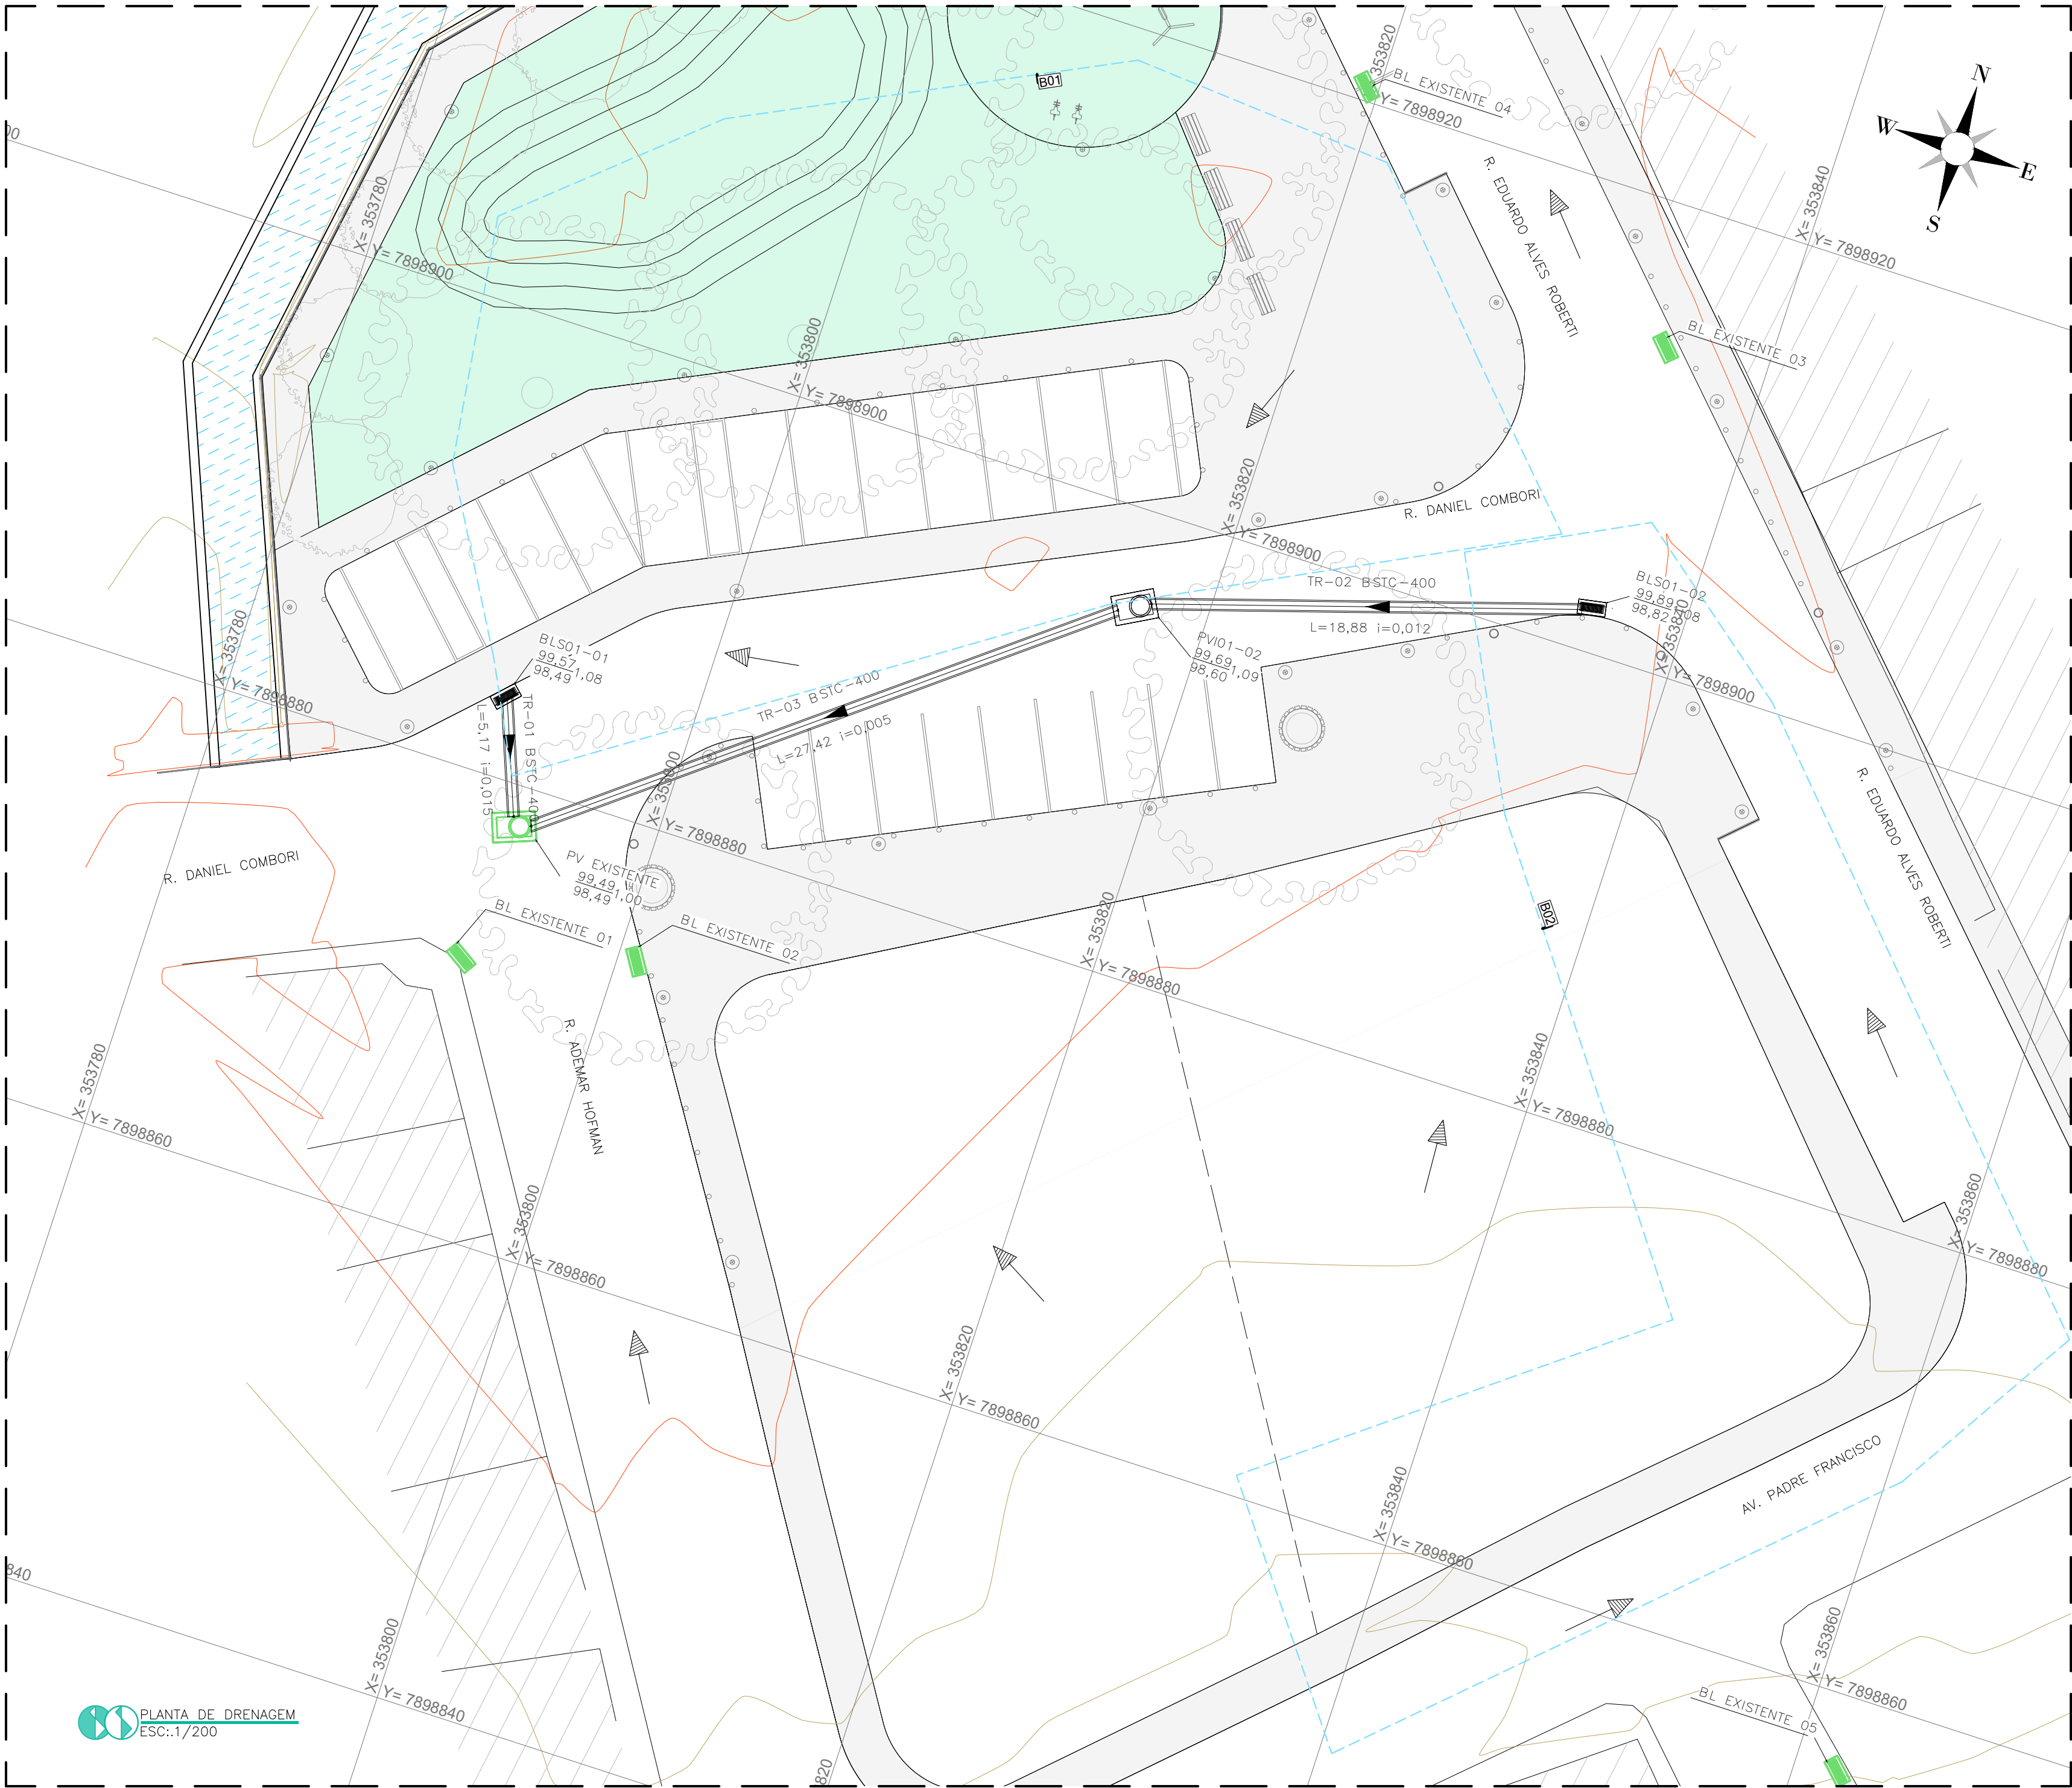 B01
X= 353820
Y= 7898920
BL EXISTENTE 04
N
W
E
S
R. EDUARDO ALVES ROBERTI
X= 353840
Y= 7898920
X= 353780
Y= 7898900
BL EXISTENTE 03
X= 353800
Y= 7898900
X= 353820
Y= 7898900
R. DANIEL COMBORI
TR-02 BSTC-400
L=18,88 i=0,012
BLS01-02
99,89
98,82
1,08
X= 353840
Y= 7898900
X= 353780
Y= 7898880
BLS01-01
99,57
98,49
1,08
PVI01-02
99,69
98,60
1,09
TR-03 BSTC-400
L=27,42 i=0,005
TR-01 BSTC-400
L=5,17 i=0,015
X= 353800
Y= 7898880
R. DANIEL COMBORI
PV EXISTENTE
99,49
98,49
1,00
BL EXISTENTE 01
BL EXISTENTE 02
B02
R. EDUARDO ALVES ROBERTI
X= 353820
Y= 7898880
R. ADEMAR HOFMAN
X= 353780
Y= 7898860
X= 353840
Y= 7898880
X= 353800
Y= 7898860
X= 353860
Y= 7898880
X= 353820
Y= 7898860
AV. PADRE FRANCISCO
X= 353840
Y= 7898860
840
X= 353800
Y= 7898840
X= 353860
Y= 7898860
BL EXISTENTE 05
820
PLANTA DE DRENAGEM
ESC:.1/200